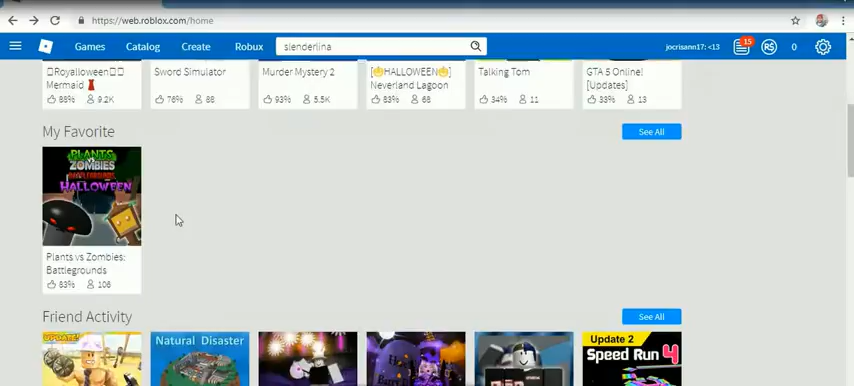 https://web.roblox.com/home
Games Catalog Create Robux slenderlina jocrisann17: <13 15 R$ 0
Royalloween Mermaid
88% 9.2K
Sword Simulator
76% 88
Murder Mystery 2
93% 5.5K
[HALLOWEEN]
Neverland Lagoon
83% 68
Talking Tom
34% 11
GTA 5 Online!
[Updates]
33% 13
My Favorite See All
PLANTS
VS
ZOMBIES
BATTLEGROUNDS
HALLOWEEN
Plants vs Zombies:
Battlegrounds
83% 106
Friend Activity See All
UPDATE!
Natural Disaster
Update 2
Speed Run 4